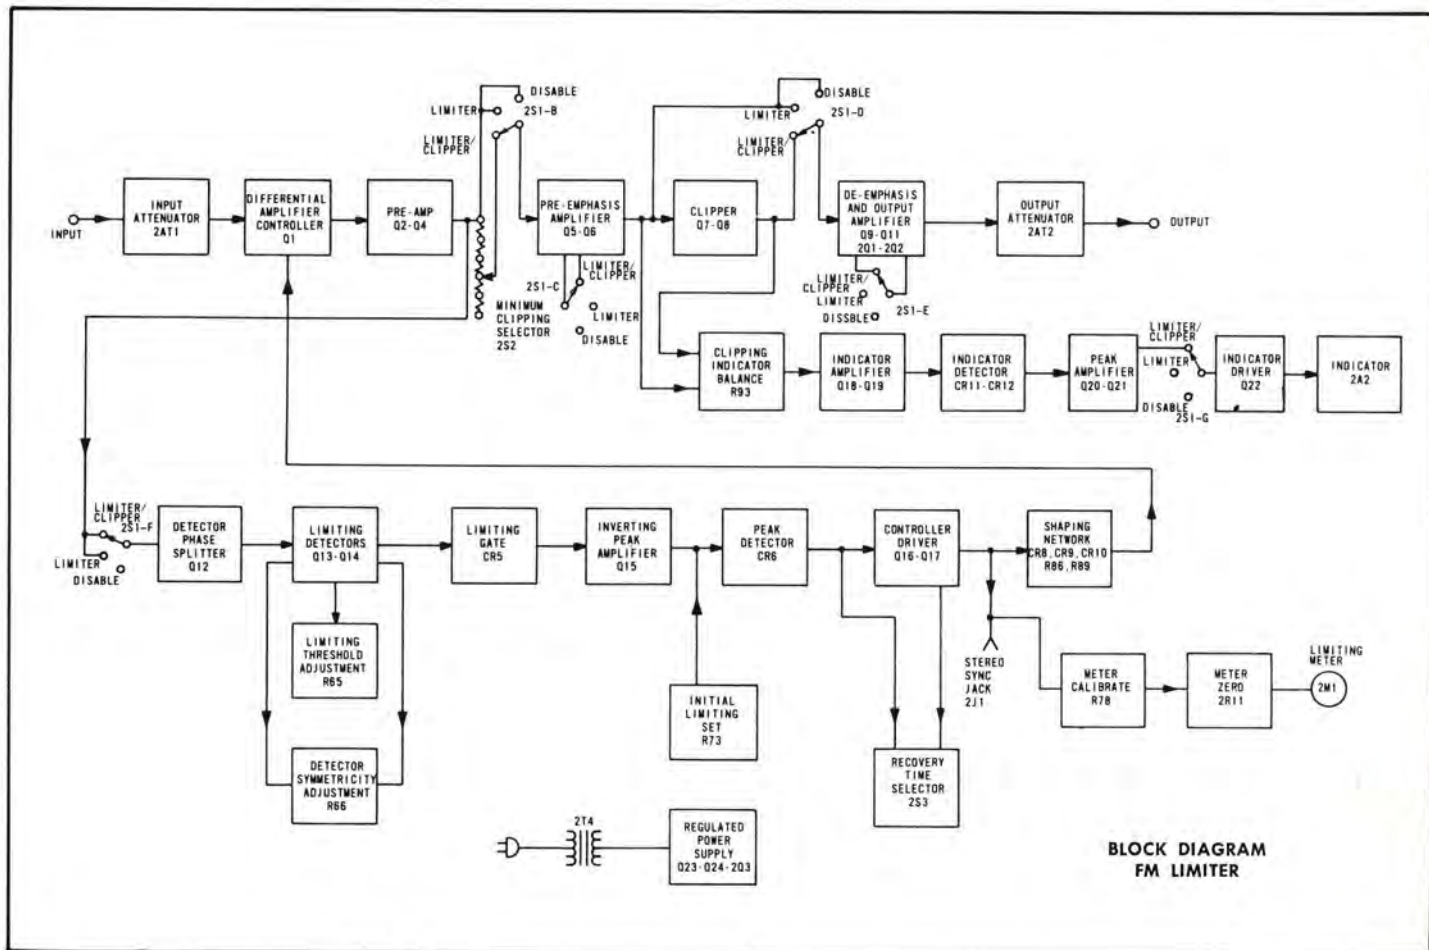 DISABLE
LIMITER
2S1-B
LIMITER/
CLIPPER
DISABLE
LIMITER
2S1-D
LIMITER/
CLIPPER
INPUT
INPUT
ATTENUATOR
2AT1
DIFFERENTIAL
AMPLIFIER
CONTROLLER
Q1
PRE-AMP
Q2-Q4
PRE-EMPHASIS
AMPLIFIER
Q5-Q6
CLIPPER
Q7-Q8
DE-EMPHASIS
AND OUTPUT
AMPLIFIER
Q9-Q11
2Q1-2Q2
OUTPUT
ATTENUATOR
2AT2
OUTPUT
MINIMUM
CLIPPING
SELECTOR
2S2
2S1-C
LIMITER/
CLIPPER
LIMITER
DISABLE
LIMITER/
CLIPPER
LIMITER
DISSBLE
2S1-E
CLIPPING
INDICATOR
BALANCE
R93
INDICATOR
AMPLIFIER
Q18-Q19
INDICATOR
DETECTOR
CR11-CR12
PEAK
AMPLIFIER
Q20-Q21
LIMITER/
CLIPPER
LIMITER
DISABLE
2S1-G
INDICATOR
DRIVER
Q22
INDICATOR
2A2
LIMITER/
CLIPPER
2S1-F
LIMITER
DISABLE
DETECTOR
PHASE
SPLITTER
Q12
LIMITING
DETECTORS
Q13-Q14
LIMITING
GATE
CR5
INVERTING
PEAK
AMPLIFIER
Q15
PEAK
DETECTOR
CR6
CONTROLLER
DRIVER
Q16-Q17
SHAPING
NETWORK
CR8, CR9, CR10
R86, R89
LIMITING
THRESHOLD
ADJUSTMENT
R65
DETECTOR
SYMMETRICITY
ADJUSTMENT
R66
INITIAL
LIMITING
SET
R73
RECOVERY
TIME
SELECTOR
2S3
STEREO
SYNC
JACK
2J1
METER
CALIBRATE
R78
METER
ZERO
2R11
LIMITING
METER
2M1
2T4
REGULATED
POWER
SUPPLY
Q23-Q24-2Q3
BLOCK DIAGRAM
FM LIMITER